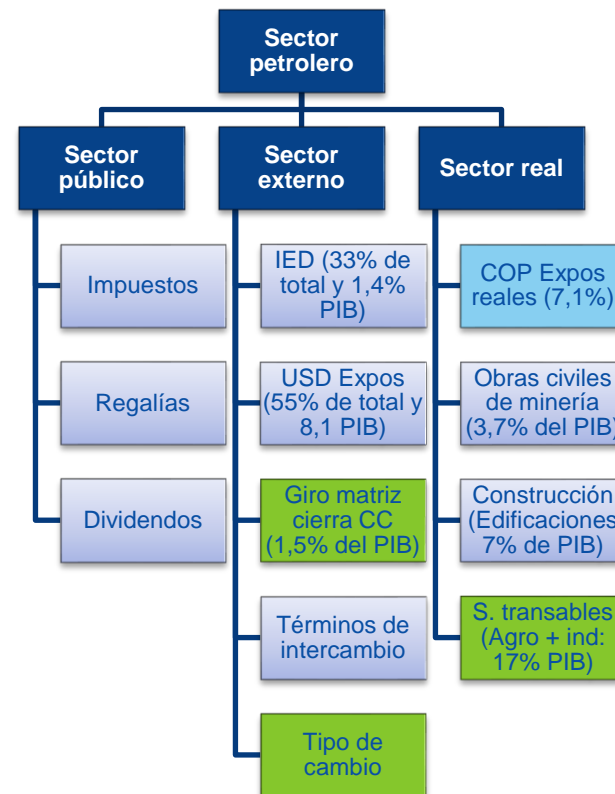 Sector
petrolero
Sector
público
Impuestos
Regalías
Dividendos
Sector
externo
IED (33% de
total y 1,4%
PIB)
USD Expos
(55% de total y
8,1 PIB)
Giro matriz
cierra CC
(1,5% del PIB)
Términos de
intercambio
Tipo de
cambio
Sector real
COP Expos
reales (7,1%)
Obras civiles
de minería
(3,7% del PIB)
Construcción
(Edificaciones
7% de PIB)
S. transables
(Agro + ind:
17% PIB)